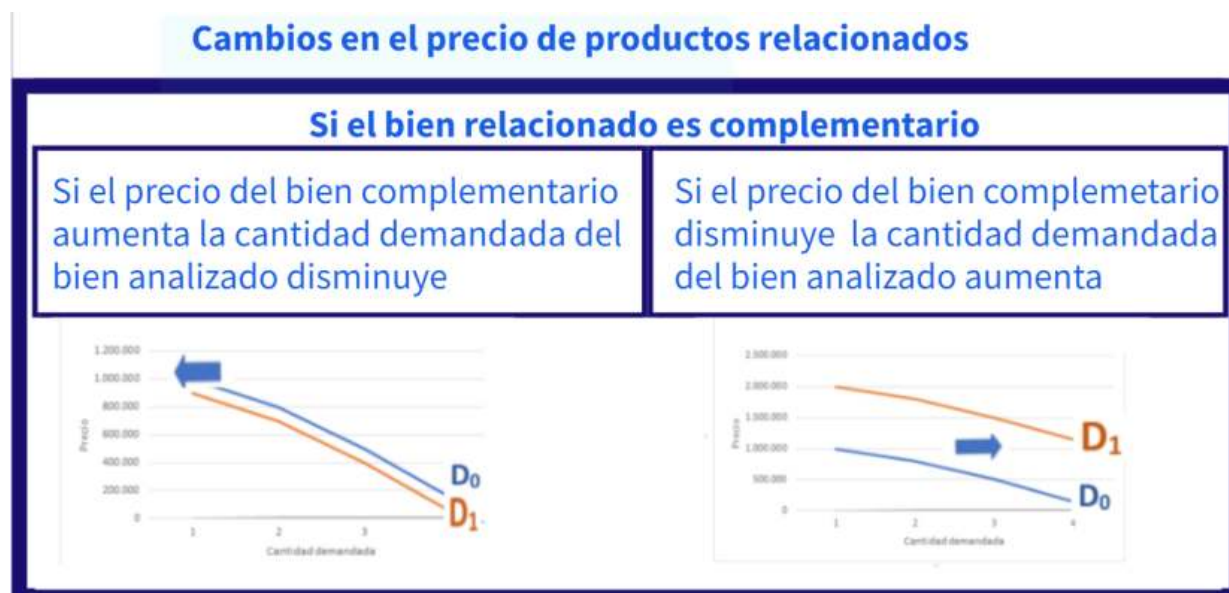 Cambios en el precio de productos relacionados
Si el bien relacionado es complementario
Si el precio del bien complementario
aumenta la cantidad demandada del
bien analizado disminuye
Si el precio del bien complemetario
disminuye la cantidad demandada
del bien analizado aumenta
1.200.000
1.000.000
800.000
600.000
400.000
200.000
0
Precio
1
2
3
Cantidad demandada
D0
D1
2.500.000
2.000.000
1.500.000
1.000.000
500.000
0
Precio
1
2
3
4
Cantidad demandada
D1
D0